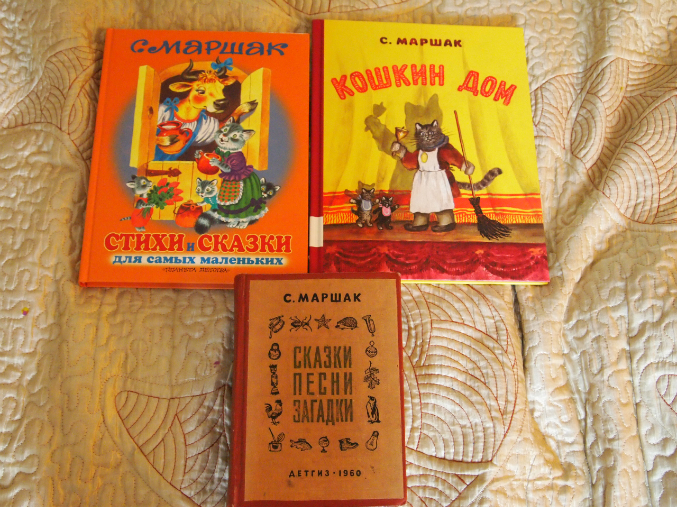 С. МАРШАК
СТИХИ и СКАЗКИ
для самых маленьких
С. МАРШАК
КОШКИН ДОМ
С. МАРШАК
СКАЗКИ
ПЕСНИ
ЗАГАДКИ
ДЕТГИЗ · 1960